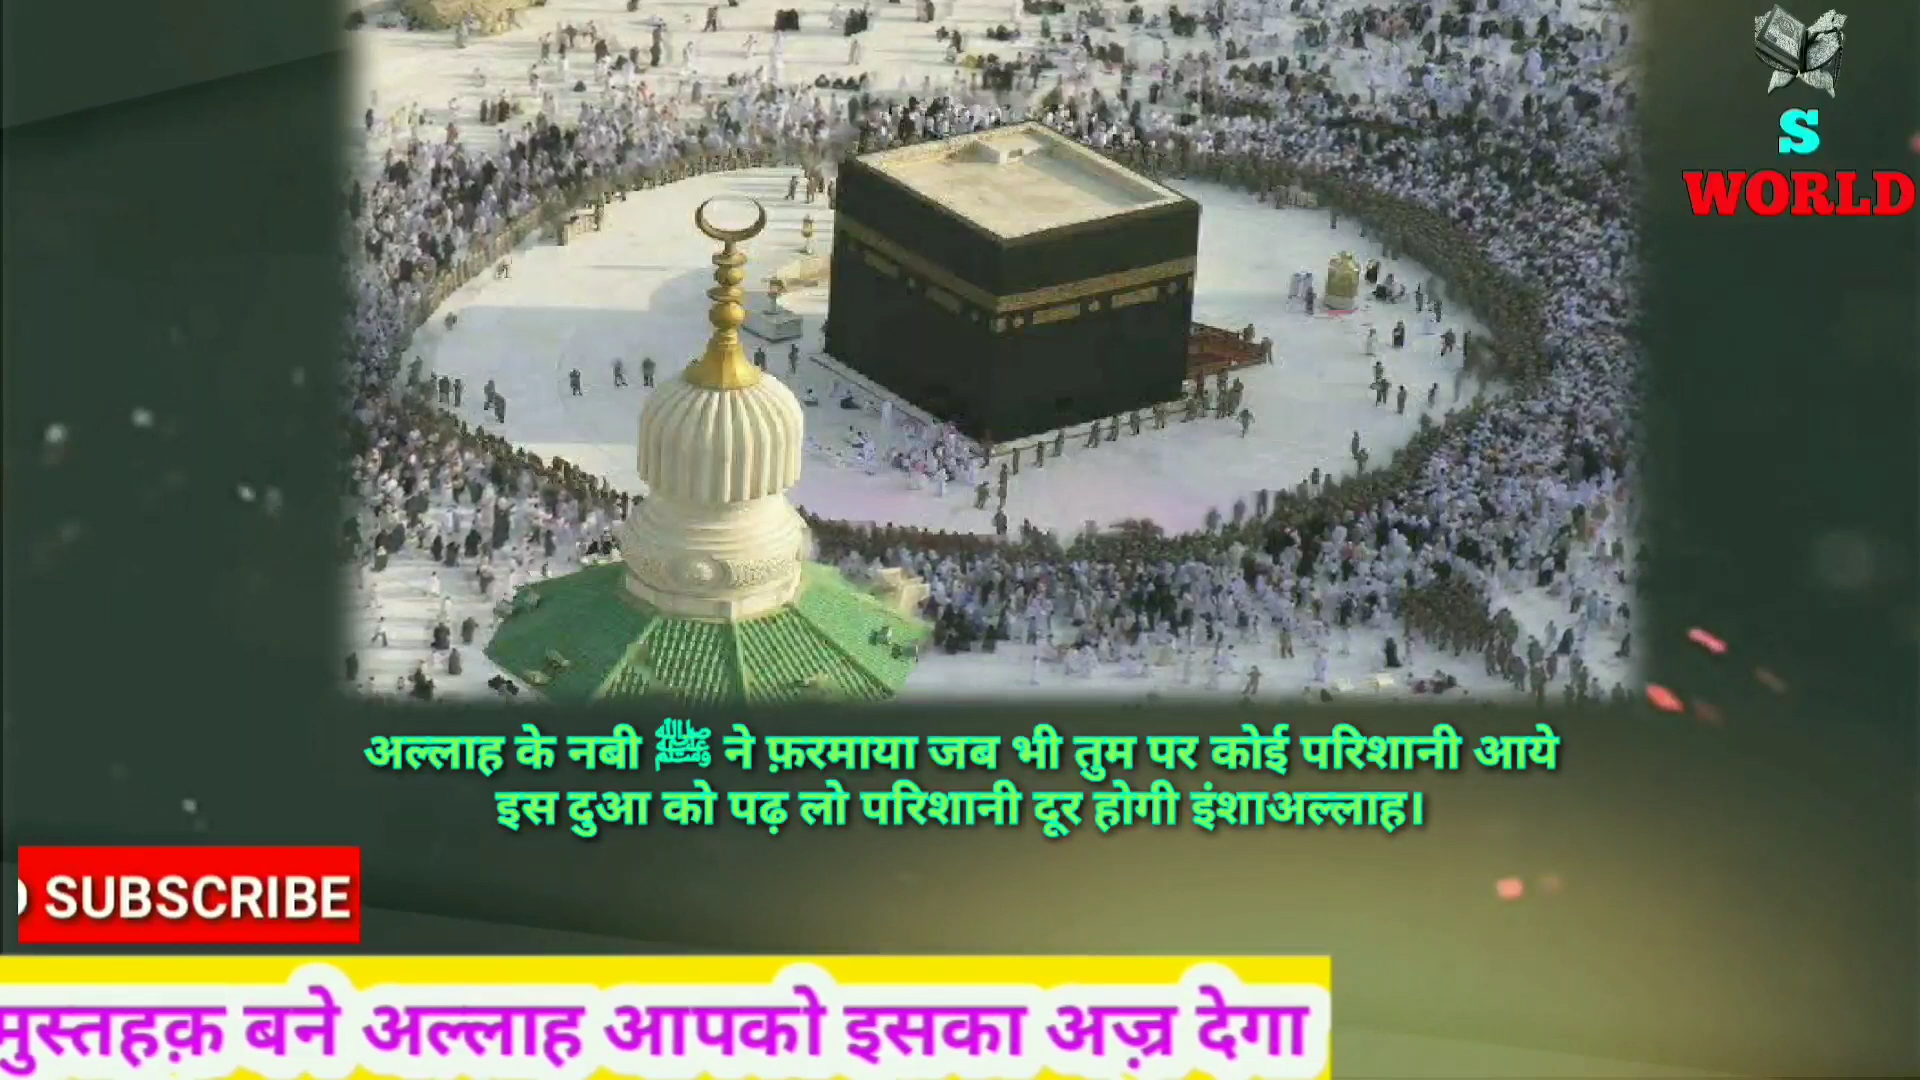 S
WORLD
अल्लाह के नबी ﷺ ने फ़रमाया जब भी तुम पर कोई परिशानी आये
इस दुआ को पढ़ लो परिशानी दूर होगी इंशाअल्लाह।
SUBSCRIBE
मुस्तहक़ बने अल्लाह आपको इसका अज़्र देगा